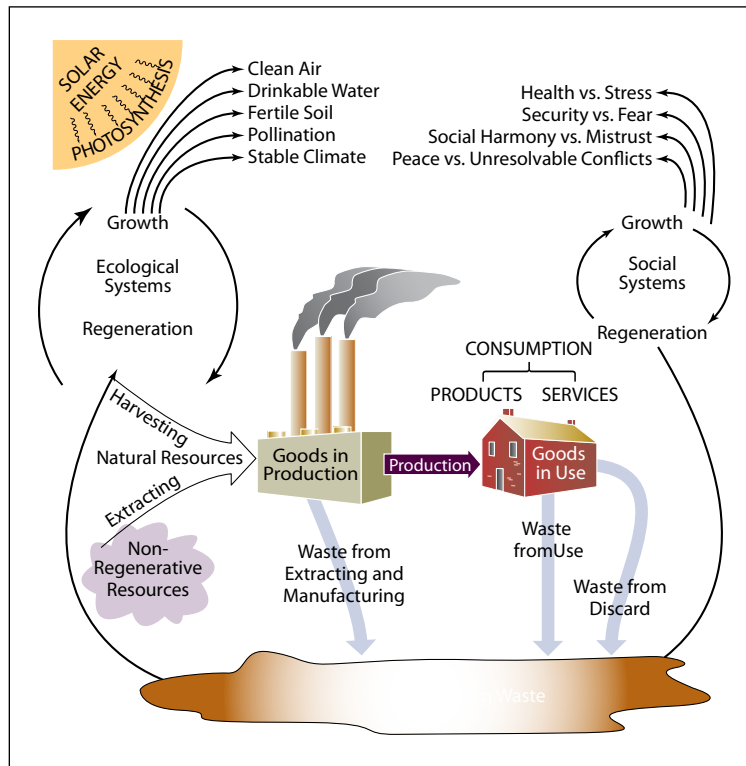 SOLAR
ENERGY
PHOTOSYNTHESIS
Clean Air
Drinkable Water
Fertile Soil
Pollination
Stable Climate
Health vs. Stress
Security vs. Fear
Social Harmony vs. Mistrust
Peace vs. Unresolvable Conflicts
Growth
Ecological
Systems
Regeneration
Growth
Social
Systems
Regeneration
CONSUMPTION
PRODUCTS SERVICES
Harvesting
Natural Resources
Extracting
Non-
Regenerative
Resources
Goods in
Production
Production
Goods
in Use
Waste from
Extracting and
Manufacturing
Waste
fromUse
Waste from
Discard
Waste